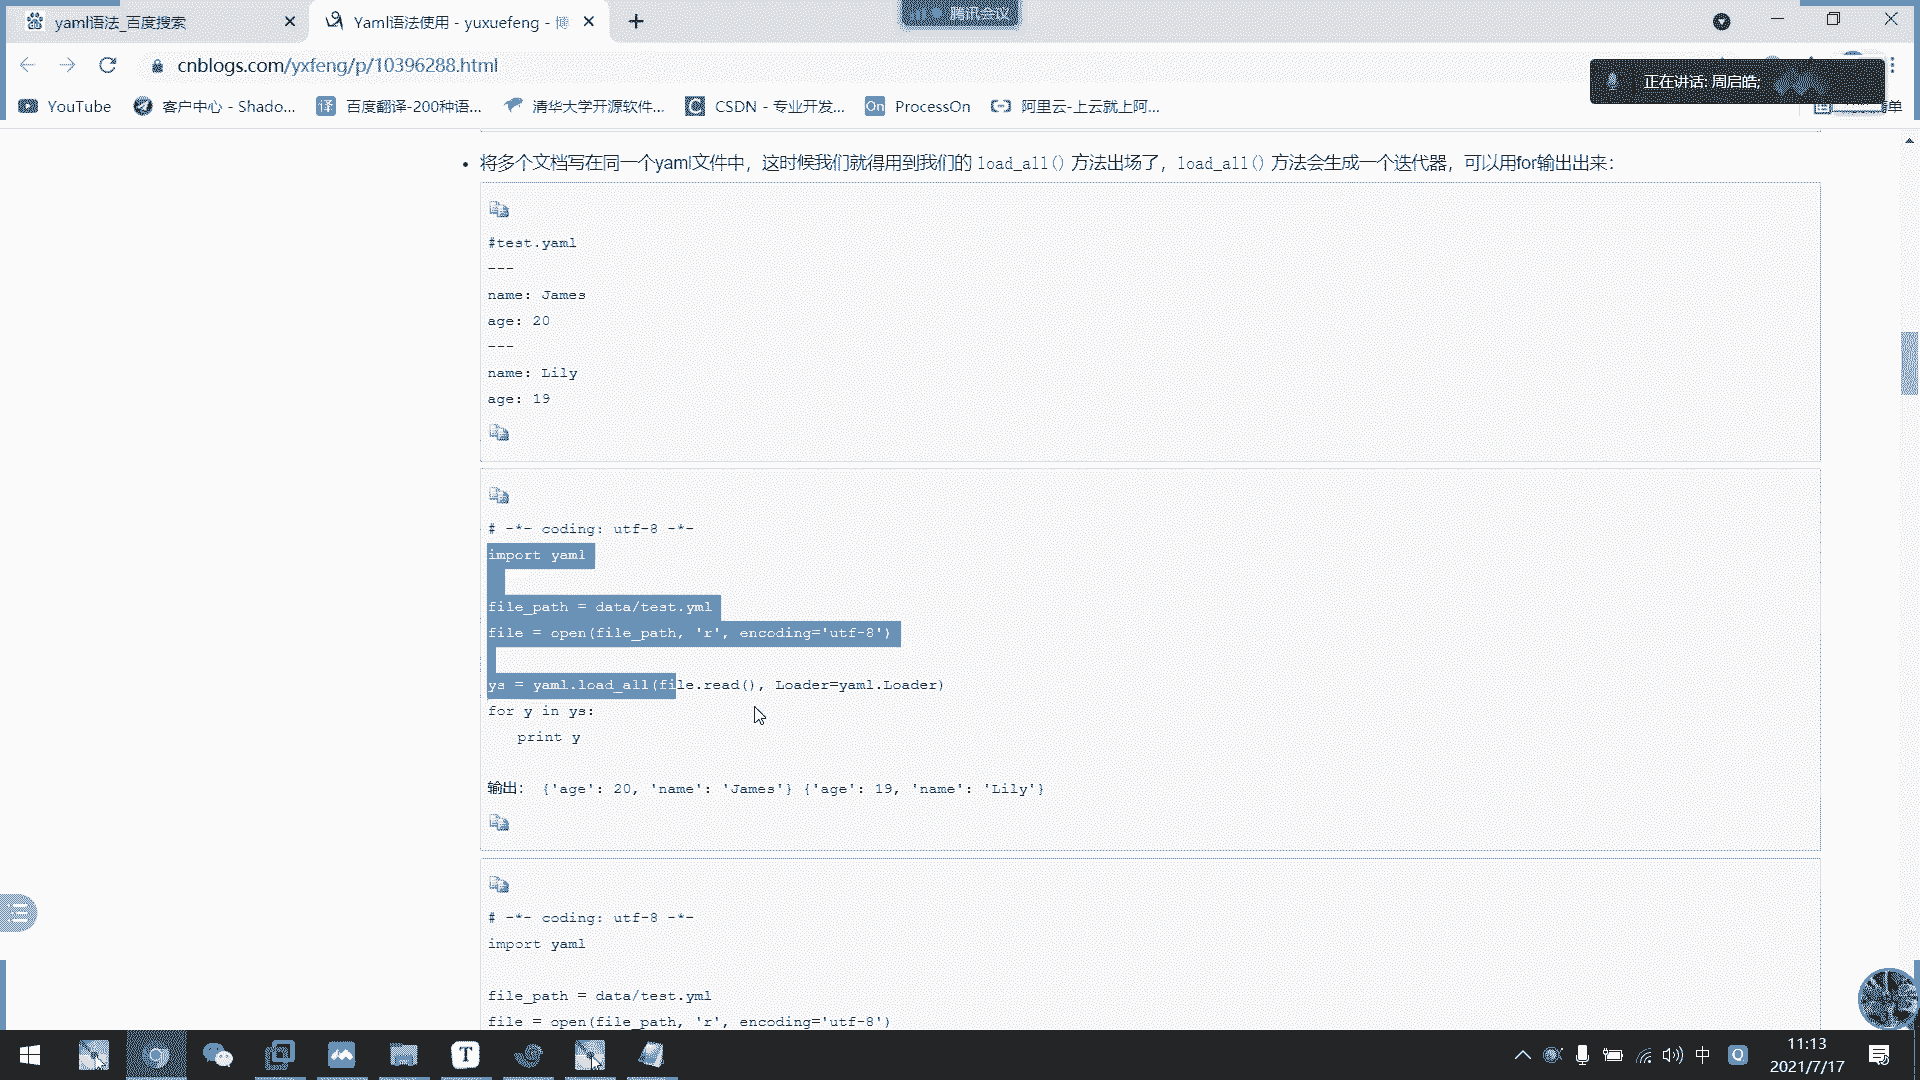 yaml语法_百度搜索
Yaml语法使用 - yuxuefeng - 博
腾讯会议
cnblogs.com/yxfeng/p/10396288.html
正在讲话: 周启皓;
YouTube
客户中心 - Shado...
译 百度翻译-200种语...
清华大学开源软件...
CSDN - 专业开发...
On ProcessOn
阿里云-上云就上阿...
单
将多个文档写在同一个yaml文件中，这时候我们就得用到我们的 load_all() 方法出场了，load_all() 方法会生成一个迭代器，可以用for输出出来：
#test.yaml
---
name: James
age: 20
---
name: Lily
age: 19
# -*- coding: utf-8 -*-
import yaml
file_path = data/test.yml
file = open(file_path, 'r', encoding='utf-8')
ys = yaml.load_all(file.read(), Loader=yaml.Loader)
for y in ys:
print y
输出： {'age': 20, 'name': 'James'} {'age': 19, 'name': 'Lily'}
# -*- coding: utf-8 -*-
import yaml
file_path = data/test.yml
file = open(file_path, 'r', encoding='utf-8')
T
中
Q
11:13
2021/7/17